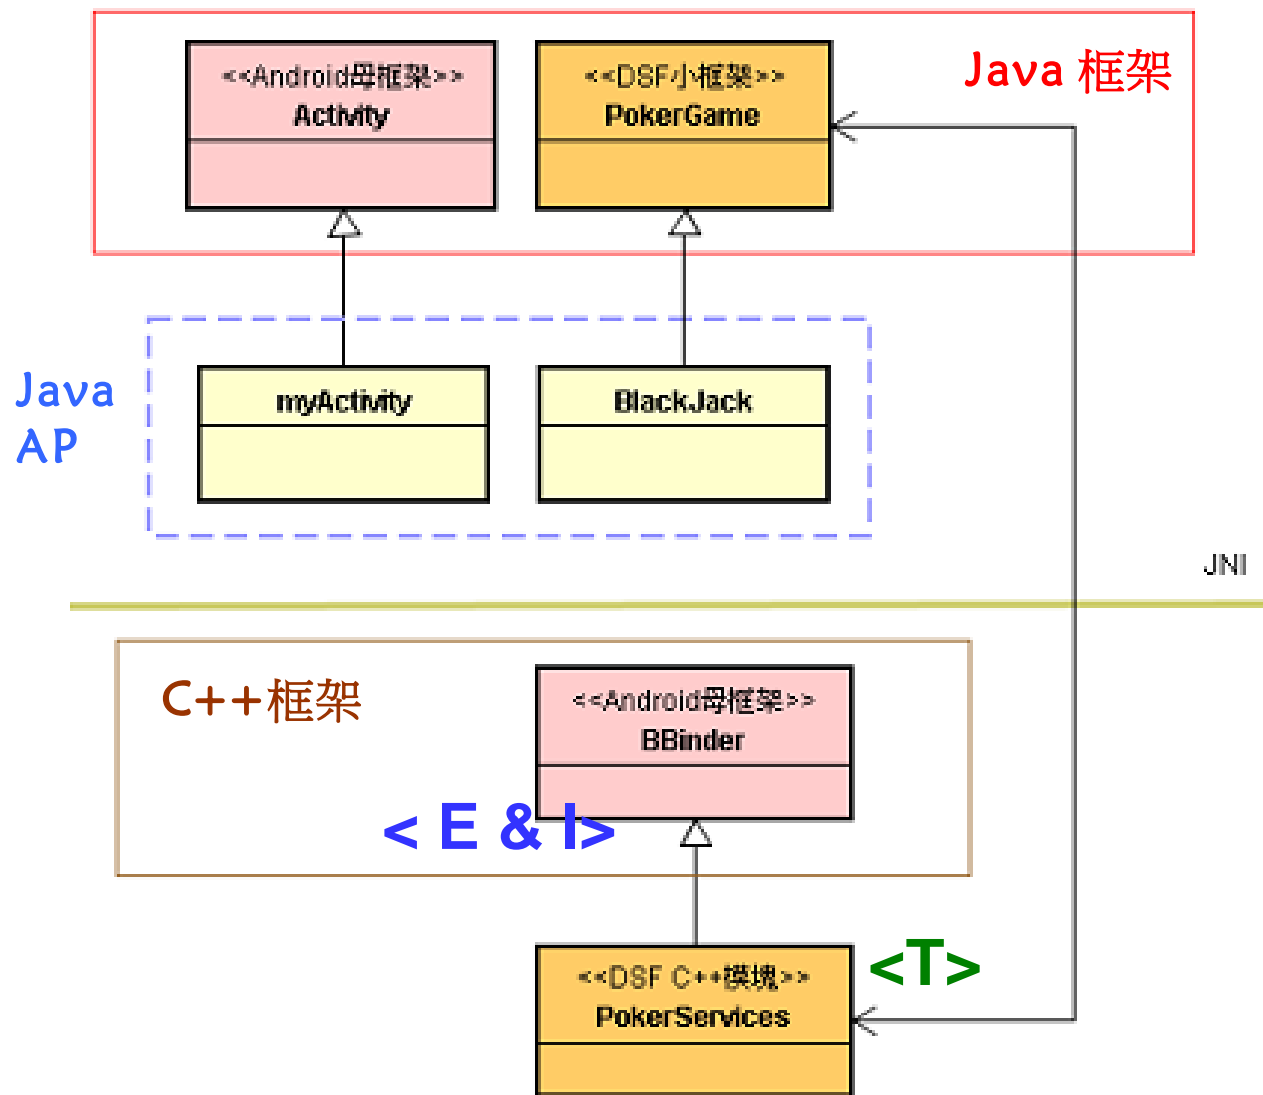 <<Android母框架>>
Activity
<<DSF小框架>>
PokerGame
Java 框架
Java
AP
myActivity
BlackJack
JNI
C++框架
<<Android母框架>>
BBinder
< E & I>
<T>
<<DSF C++模塊>>
PokerServices